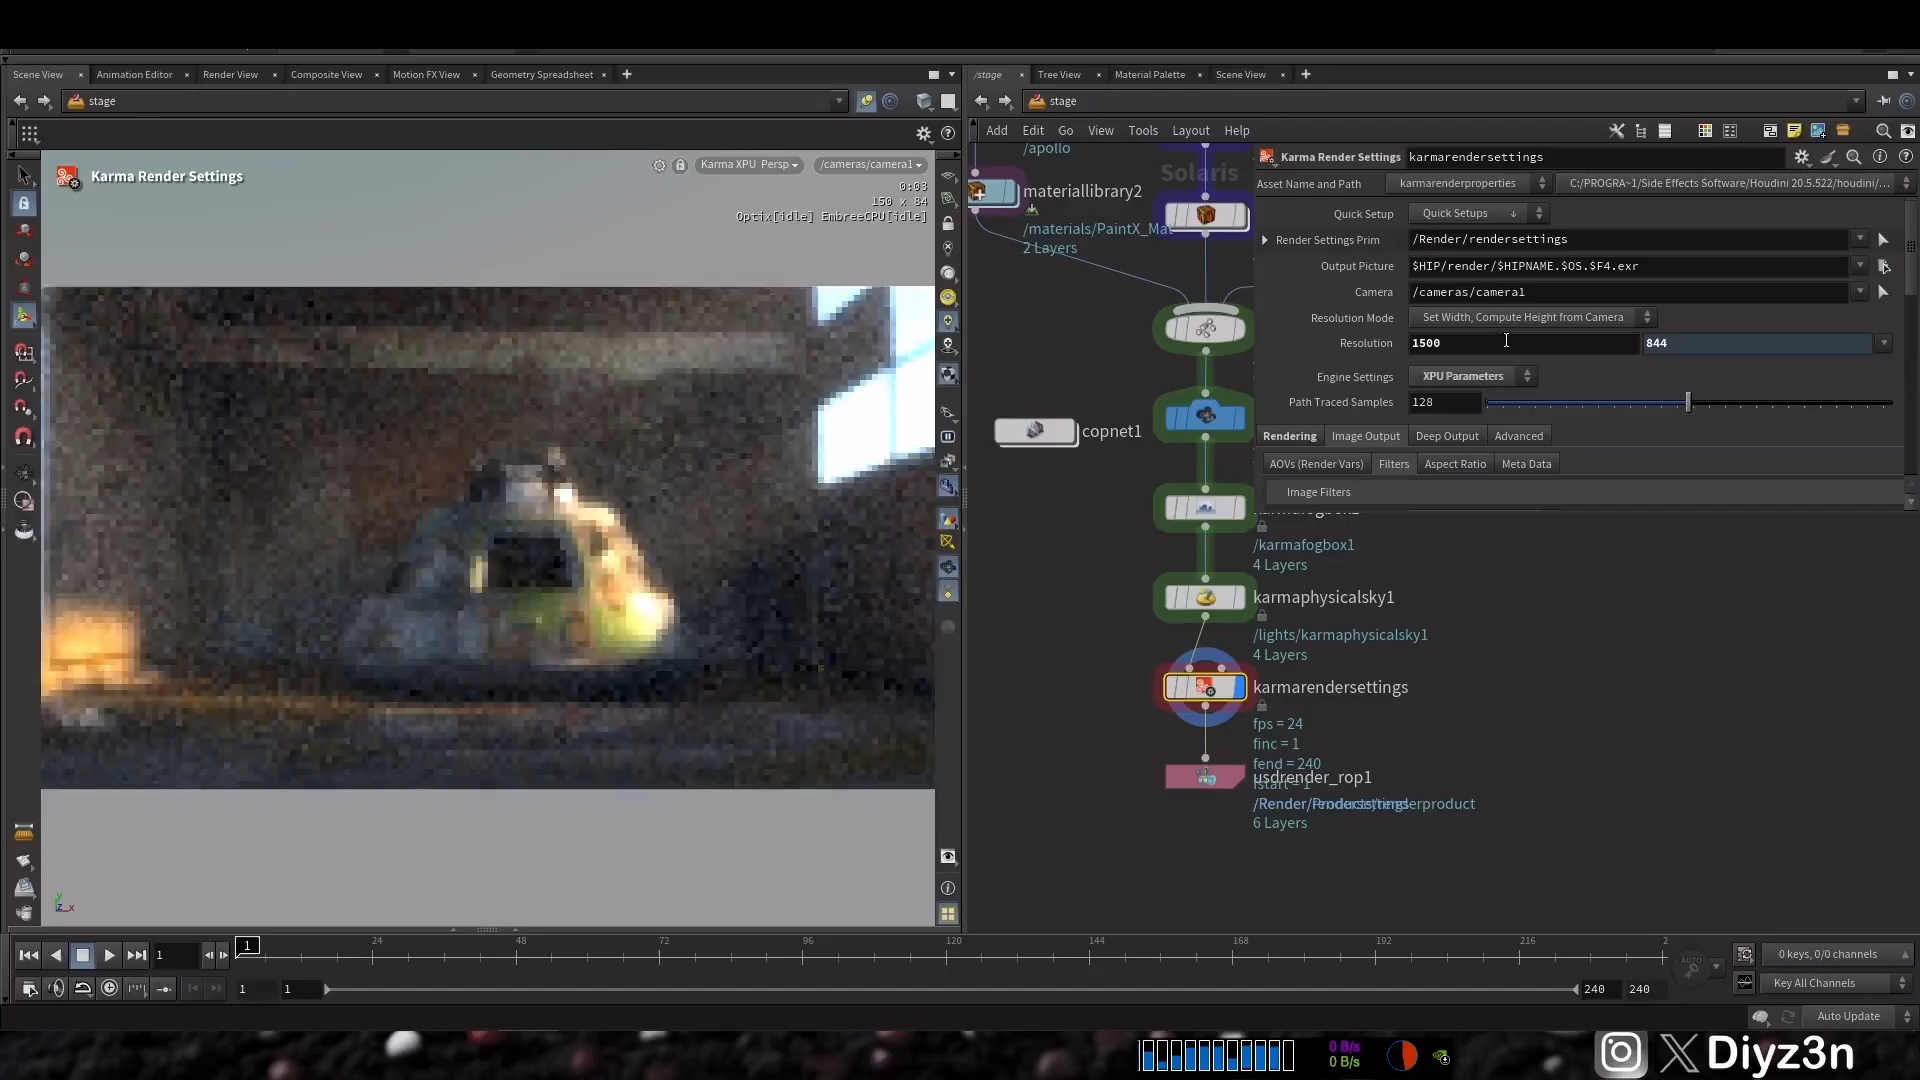 Scene View
Animation Editor
Render View
Composite View
Motion FX View
Geometry Spreadsheet
stage
Karma Render Settings
Karma XPU Persp
/cameras/camera1
0:03
150 x 84
Optix[idle] EmbreeCPU[idle]
y
z x
/stage
Tree View
Material Palette
Scene View
stage
Add Edit Go View Tools Layout Help
/apollo
Solaris
materiallibrary2
/materials/PaintX_Mat
2 Layers
copnet1
Karma Render Settings karmarendersettings
Asset Name and Path karmarenderproperties C:/PROGRA~1/Side Effects Software/Houdini 20.5.522/houdini/...
Quick Setup Quick Setups
Render Settings Prim /Render/rendersettings
Output Picture $HIP/render/$HIPNAME.$OS.$F4.exr
Camera /cameras/camera1
Resolution Mode Set Width, Compute Height from Camera
Resolution 1500 844
Engine Settings XPU Parameters
Path Traced Samples 128
Rendering Image Output Deep Output Advanced
AOVs (Render Vars) Filters Aspect Ratio Meta Data
Image Filters
/karmafogbox1
4 Layers
karmaphysicalsky1
/lights/karmaphysicalsky1
4 Layers
karmarendersettings
fps = 24
finc = 1
fend = 240
fstart = 1
usdrender_rop1
6 Layers
1
1 24 48 72 96 120 144 168 192 216 2
AUTO
0 keys, 0/0 channels
1 1
240 240
Key All Channels
Auto Update
0 B/s
0 B/s
Diyz3n